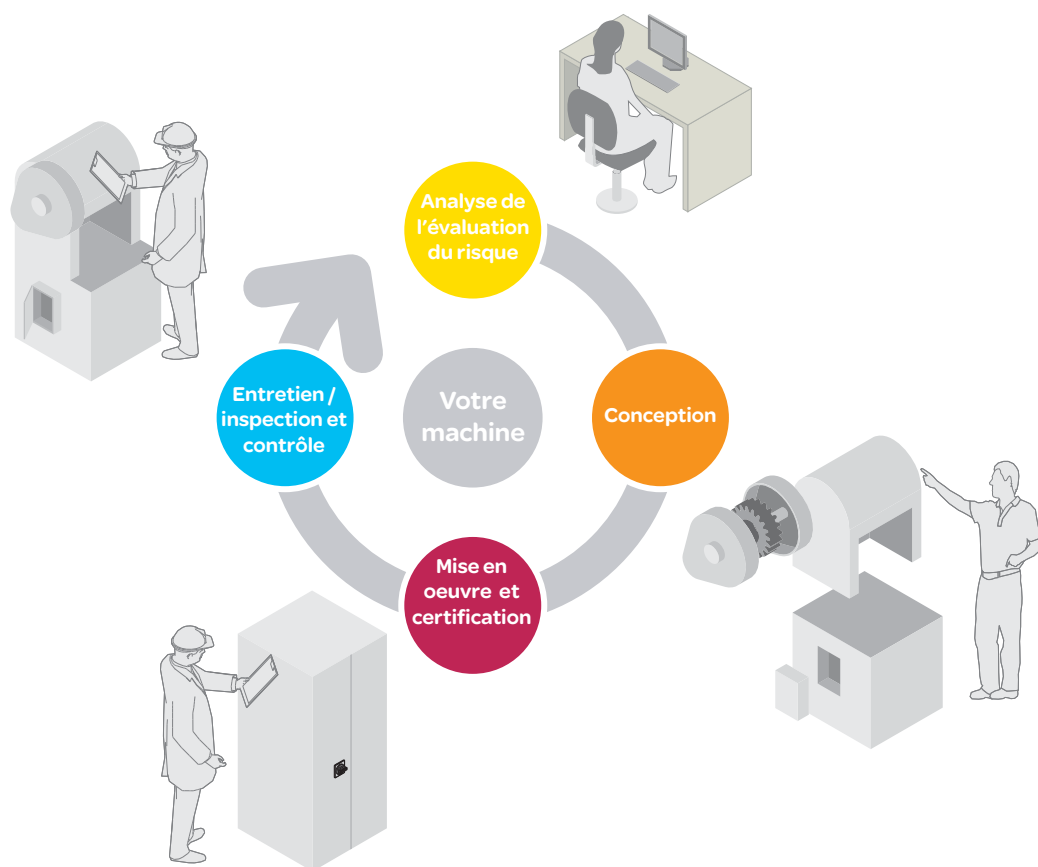 Analyse de
l'évaluation
du risque
Conception
Mise en
oeuvre et
certification
Entretien /
inspection et
contrôle
Votre
machine